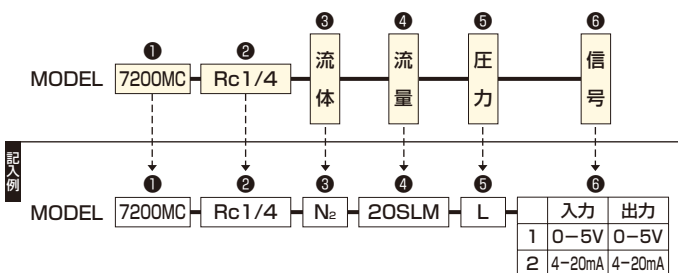 ❶ ❷ ❸ ❹ ❺ ❻
MODEL 7200MC Rc1/4 流体 流量 圧力 信号
記入例
❶ ❷ ❸ ❹ ❺ ❻
MODEL 7200MC Rc1/4 N₂ 20SLM L
入力 出力
1 0−5V 0−5V
2 4−20mA 4−20mA